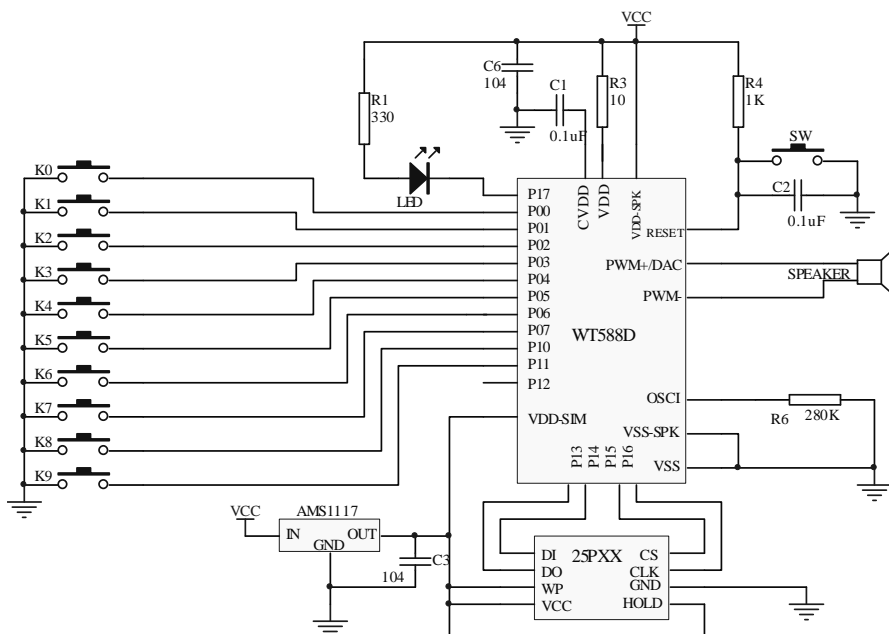 VCC
C6
104
C1
0.1uF
R3
10
R4
1K
R1
330
SW
C2
0.1uF
LED
K0
K1
K2
K3
K4
K5
K6
K7
K8
K9
P17
P00
P01
P02
P03
P04
P05
P06
P07
P10
P11
P12
VDD-SIM
CVDD
VDD
VDD-SPK
RESET
PWM+/DAC
PWM-
SPEAKER
WT588D
OSCI
R6
280K
VSS-SPK
VSS
P13
P14
P15
P16
VCC
AMS1117
IN
OUT
GND
C3
104
25PXX
DI
DO
WP
VCC
CS
CLK
GND
HOLD